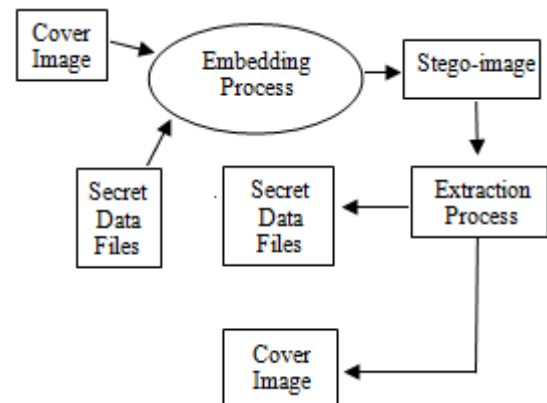 Cover
Image
Embedding
Process
Stego-image
Secret
Data
Files
Secret
Data
Files
Extraction
Process
Cover
Image